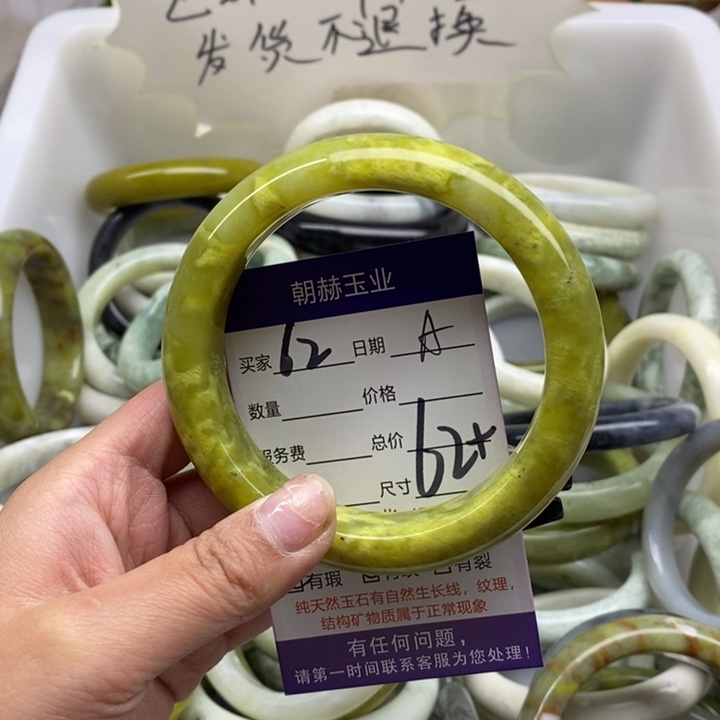 发货不退换
朝赫玉业
买家 62 日期 A
数量 价格
服务费 总价
尺寸 62+
有瑕 有裂
纯天然玉石有自然生长线，纹理，
结构矿物质属于正常现象
有任何问题，
请第一时间联系客服为您处理！